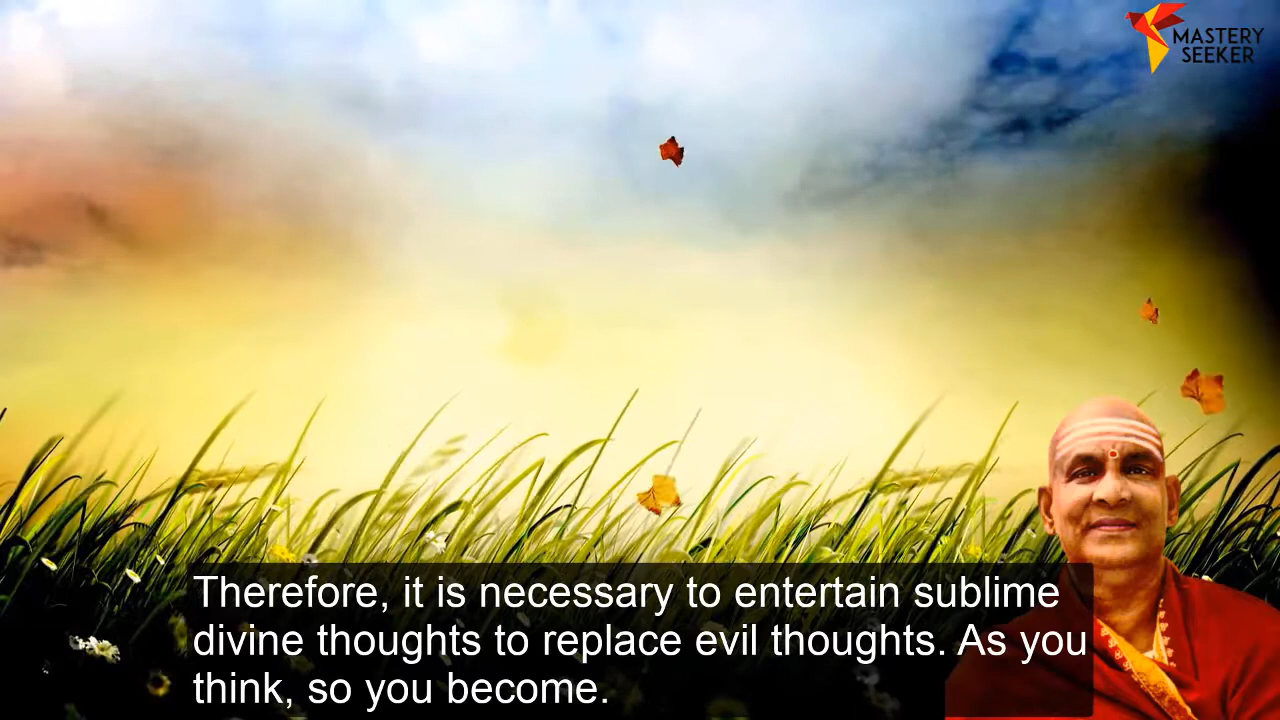 MASTERY
SEEKER
Therefore, it is necessary to entertain sublime
divine thoughts to replace evil thoughts. As you
think, so you become.